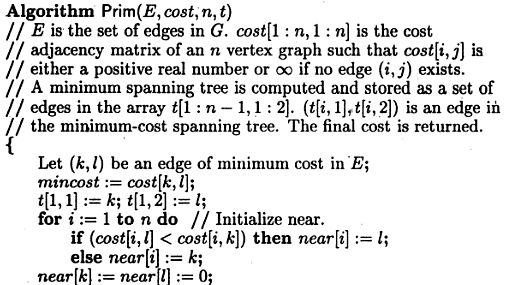 Algorithm Prim(E, cost, n, t)
// E is the set of edges in G. cost[1 : n, 1 : n] is the cost
// adjacency matrix of an n vertex graph such that cost[i, j] is
// either a positive real number or ∞ if no edge (i, j) exists.
// A minimum spanning tree is computed and stored as a set of
// edges in the array t[1 : n − 1, 1 : 2]. (t[i, 1], t[i, 2]) is an edge in
// the minimum-cost spanning tree. The final cost is returned.
{
Let (k, l) be an edge of minimum cost in E;
mincost := cost[k, l];
t[1, 1] := k; t[1, 2] := l;
for i := 1 to n do // Initialize near.
if (cost[i, l] < cost[i, k]) then near[i] := l;
else near[i] := k;
near[k] := near[l] := 0;